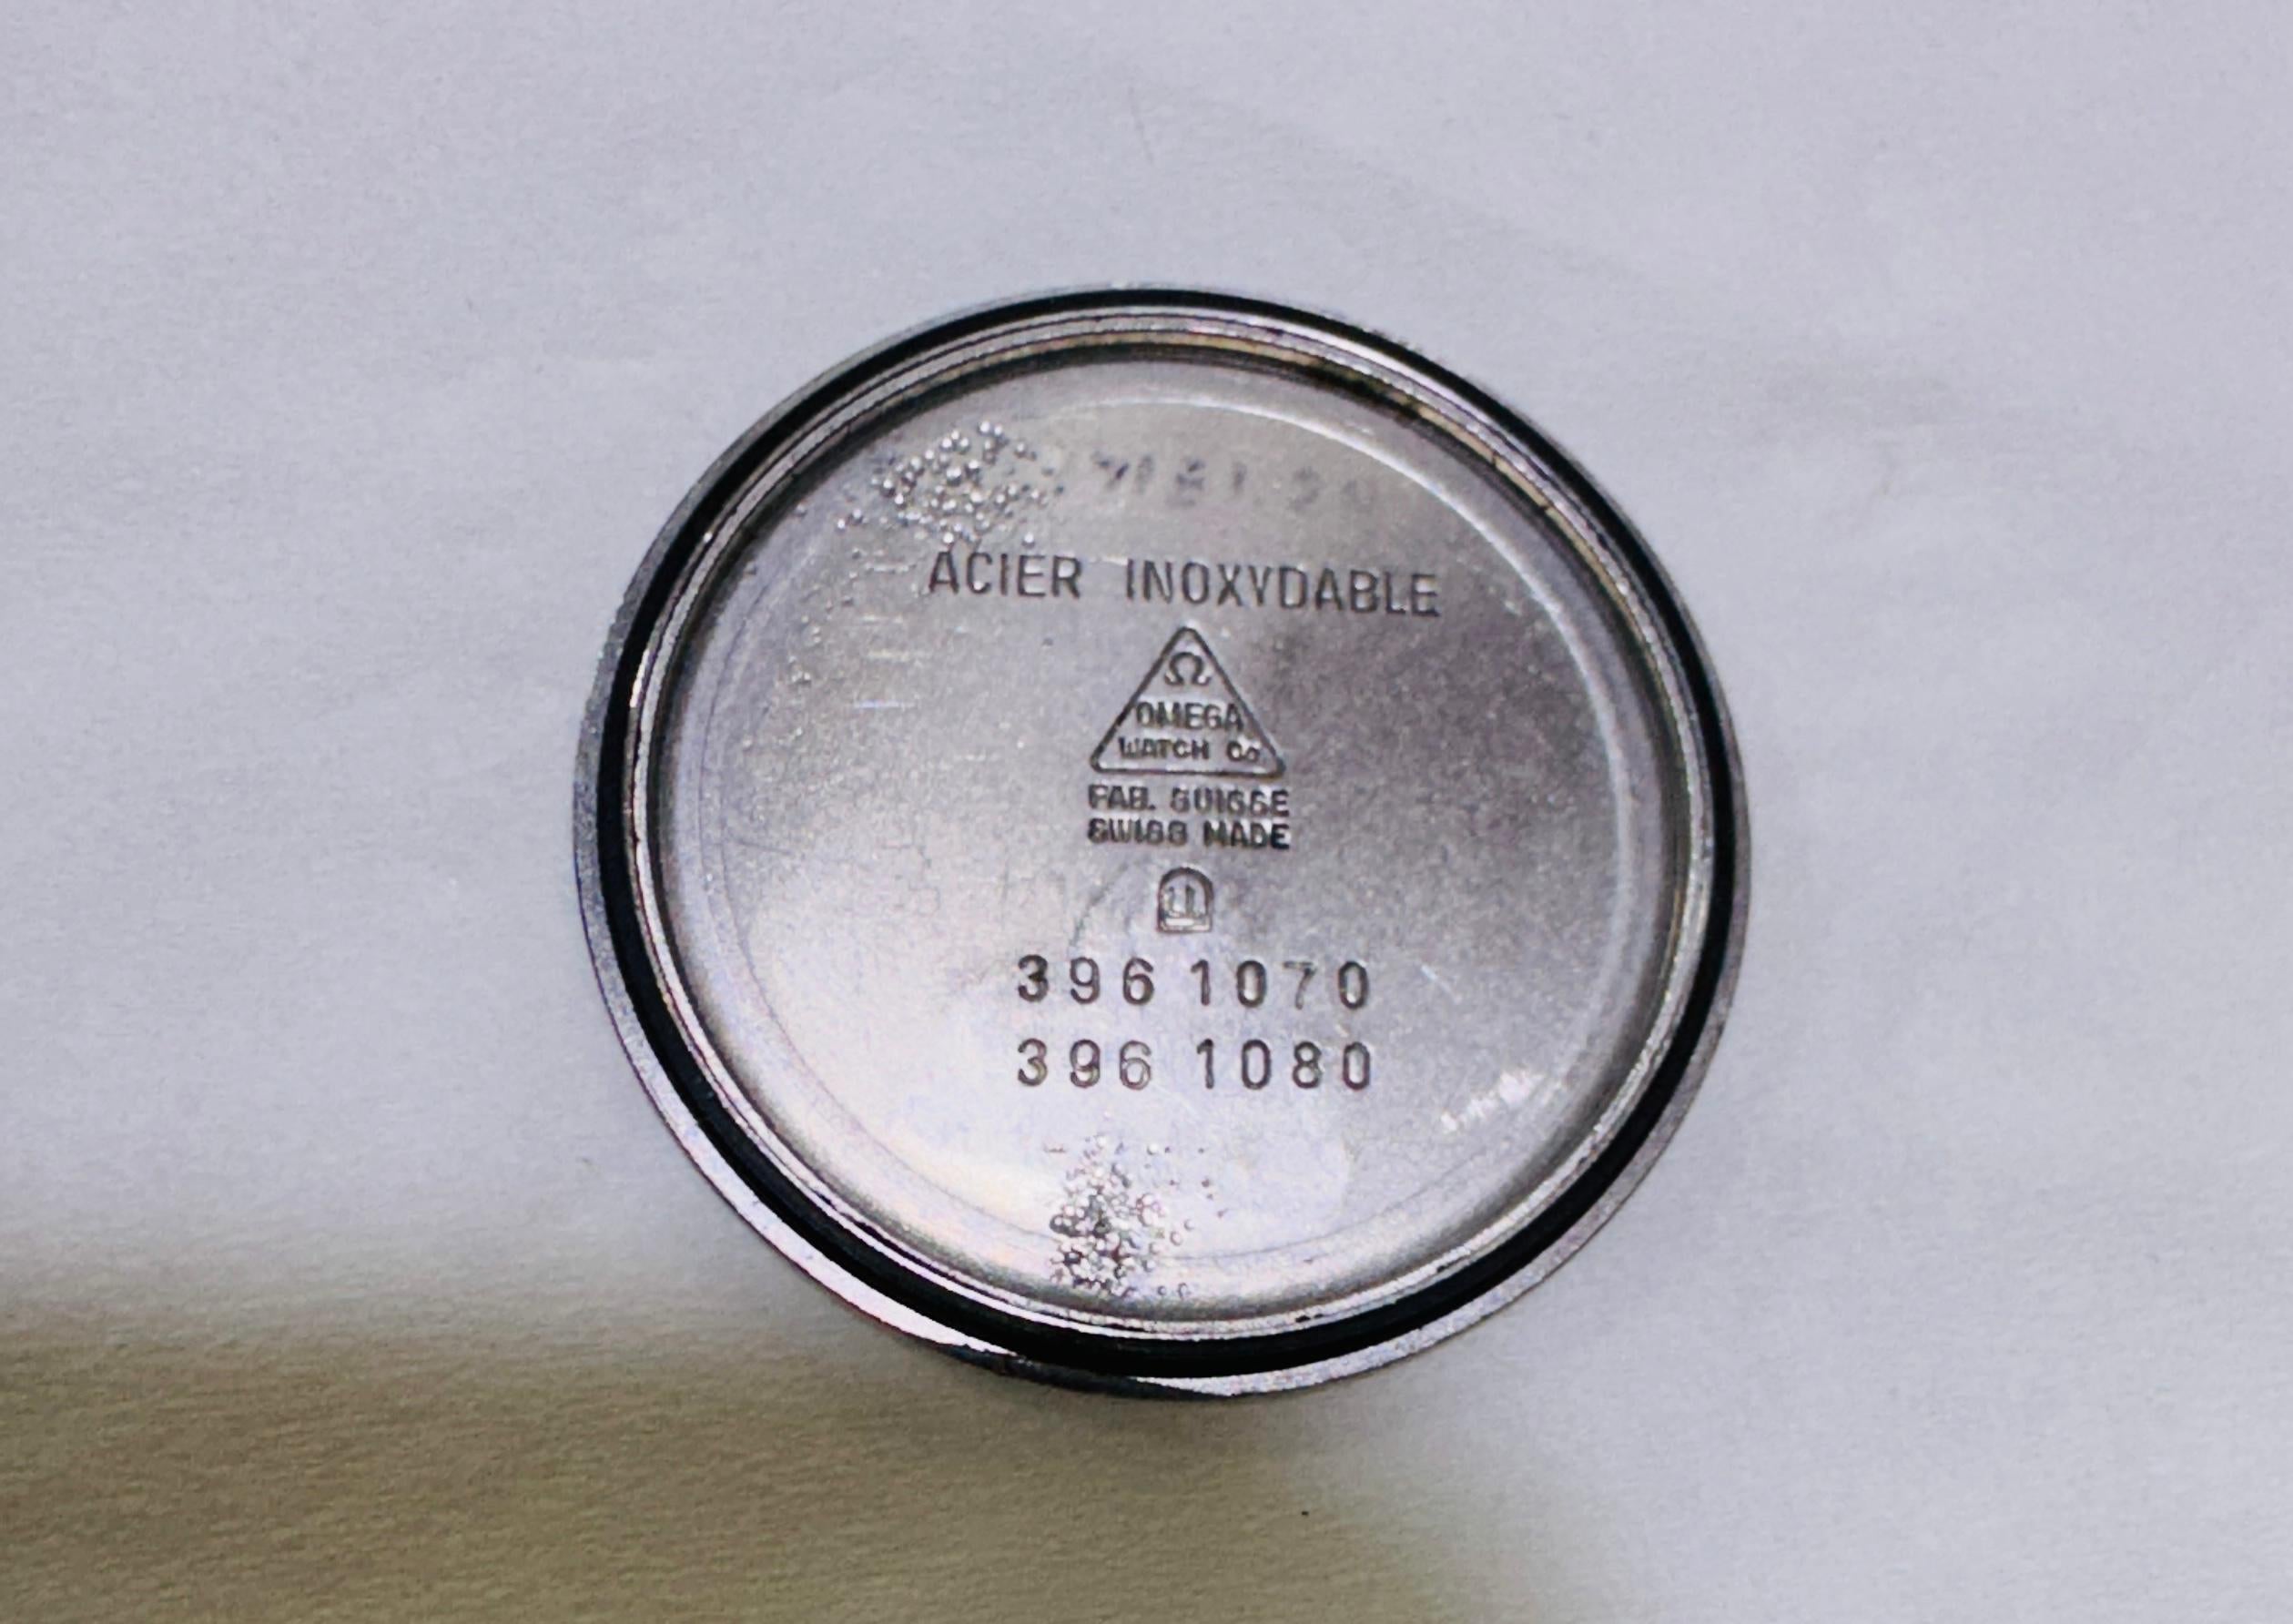 ACIER INOXYDABLE
Ω
OMEGA
WATCH Co
FAB. SUISSE
SWISS MADE
396 1070
396 1080